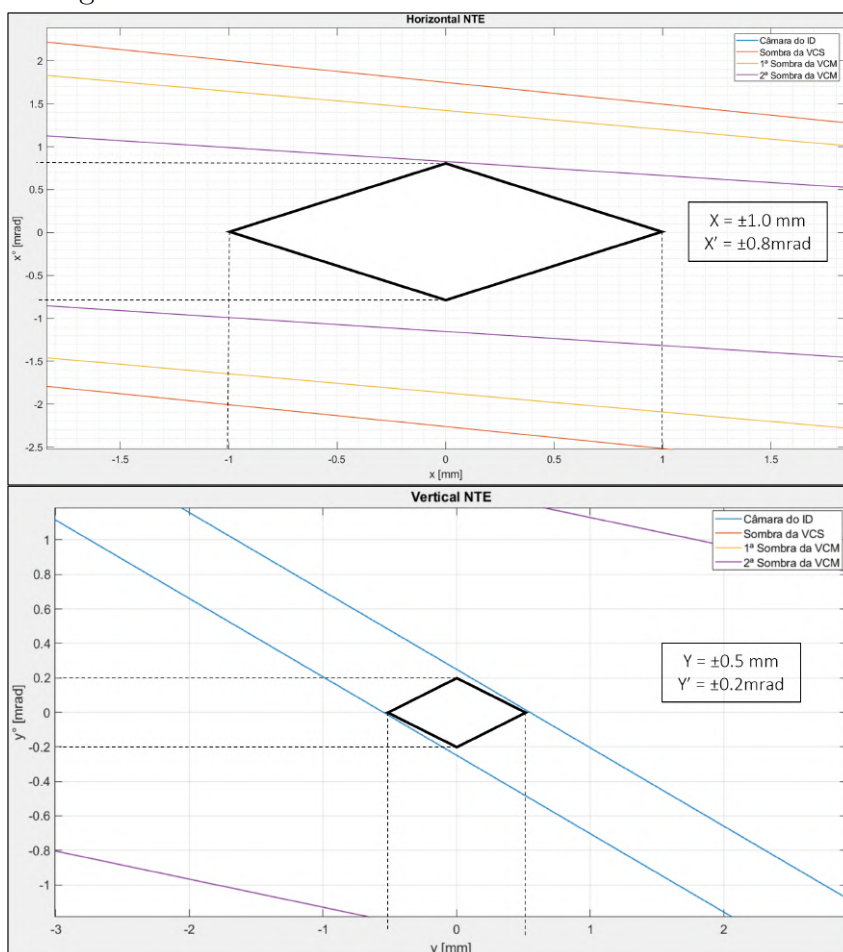 Horizontal NTE
Câmara do ID
Sombra da VCS
1ª Sombra da VCM
2ª Sombra da VCM
2
1.5
1
0.5
0
-0.5
-1
-1.5
-2
-2.5
x° [mrad]
X = ±1.0 mm
X' = ±0.8mrad
-1.5
-1
-0.5
0
0.5
1
1.5
x [mm]
Vertical NTE
Câmara do ID
Sombra da VCS
1ª Sombra da VCM
2ª Sombra da VCM
1
0.8
0.6
0.4
0.2
0
-0.2
-0.4
-0.6
-0.8
-1
y° [mrad]
Y = ±0.5 mm
Y' = ±0.2mrad
-3
-2
-1
0
1
2
y [mm]